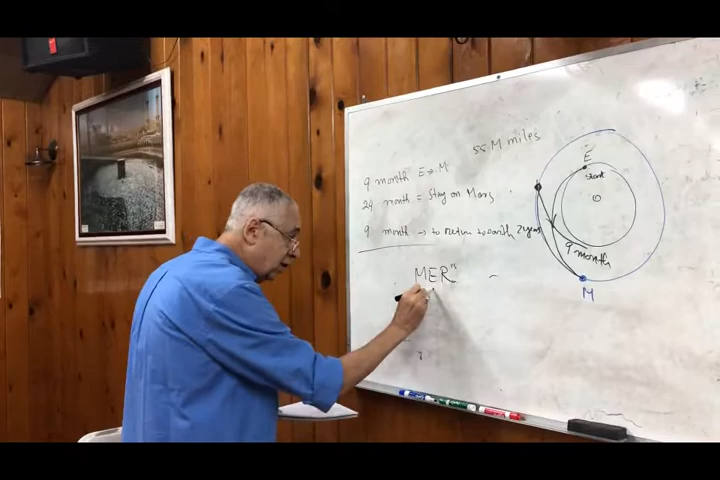 55 M miles
9 month E → M
24 month = stay on Mars
9 month → to return to earth
MER's
E
start
9 month
M